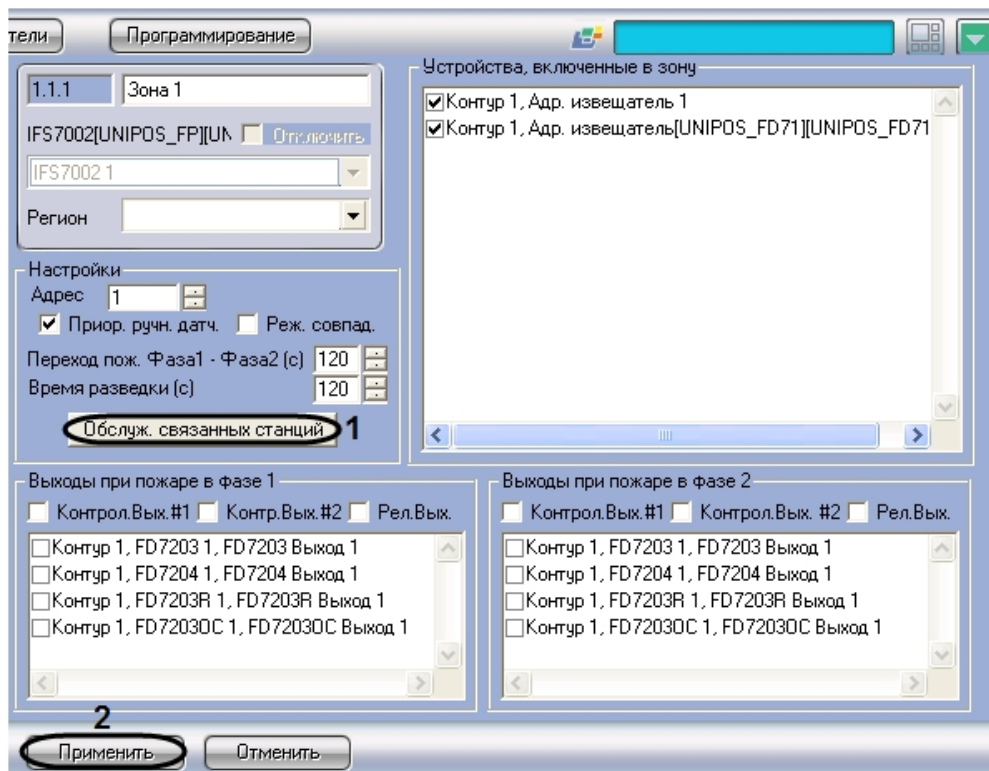 тели
Программирование
1.1.1
Зона 1
IFS7002[UNIPOS_FP][UN
Отключить
IFS7002 1
Регион
Устройства, включенные в зону
Контур 1, Адр. извещатель 1
Контур 1, Адр. извещатель[UNIPOS_FD71][UNIPOS_FD71
Настройки
Адрес 1
Приор. ручн. датч. Реж. совпад.
Переход пож. Фаза1 - Фаза2 (с) 120
Время разведки (с) 120
Обслуж. связанных станций 1
Выходы при пожаре в фазе 1
Контрол.Вых.#1 Контр.Вых.#2 Рел.Вых.
Контур 1, FD7203 1, FD7203 Выход 1
Контур 1, FD7204 1, FD7204 Выход 1
Контур 1, FD7203R 1, FD7203R Выход 1
Контур 1, FD7203OC 1, FD7203OC Выход 1
Выходы при пожаре в фазе 2
Контрол.Вых.#1 Контрол.Вых. #2 Рел.Вых.
Контур 1, FD7203 1, FD7203 Выход 1
Контур 1, FD7204 1, FD7204 Выход 1
Контур 1, FD7203R 1, FD7203R Выход 1
Контур 1, FD7203OC 1, FD7203OC Выход 1
2
Применить
Отменить